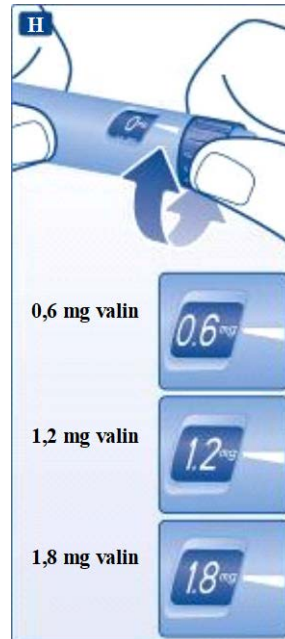 H
0 mg
0,6 mg valin
0.6 mg
1,2 mg valin
1.2 mg
1,8 mg valin
1.8 mg